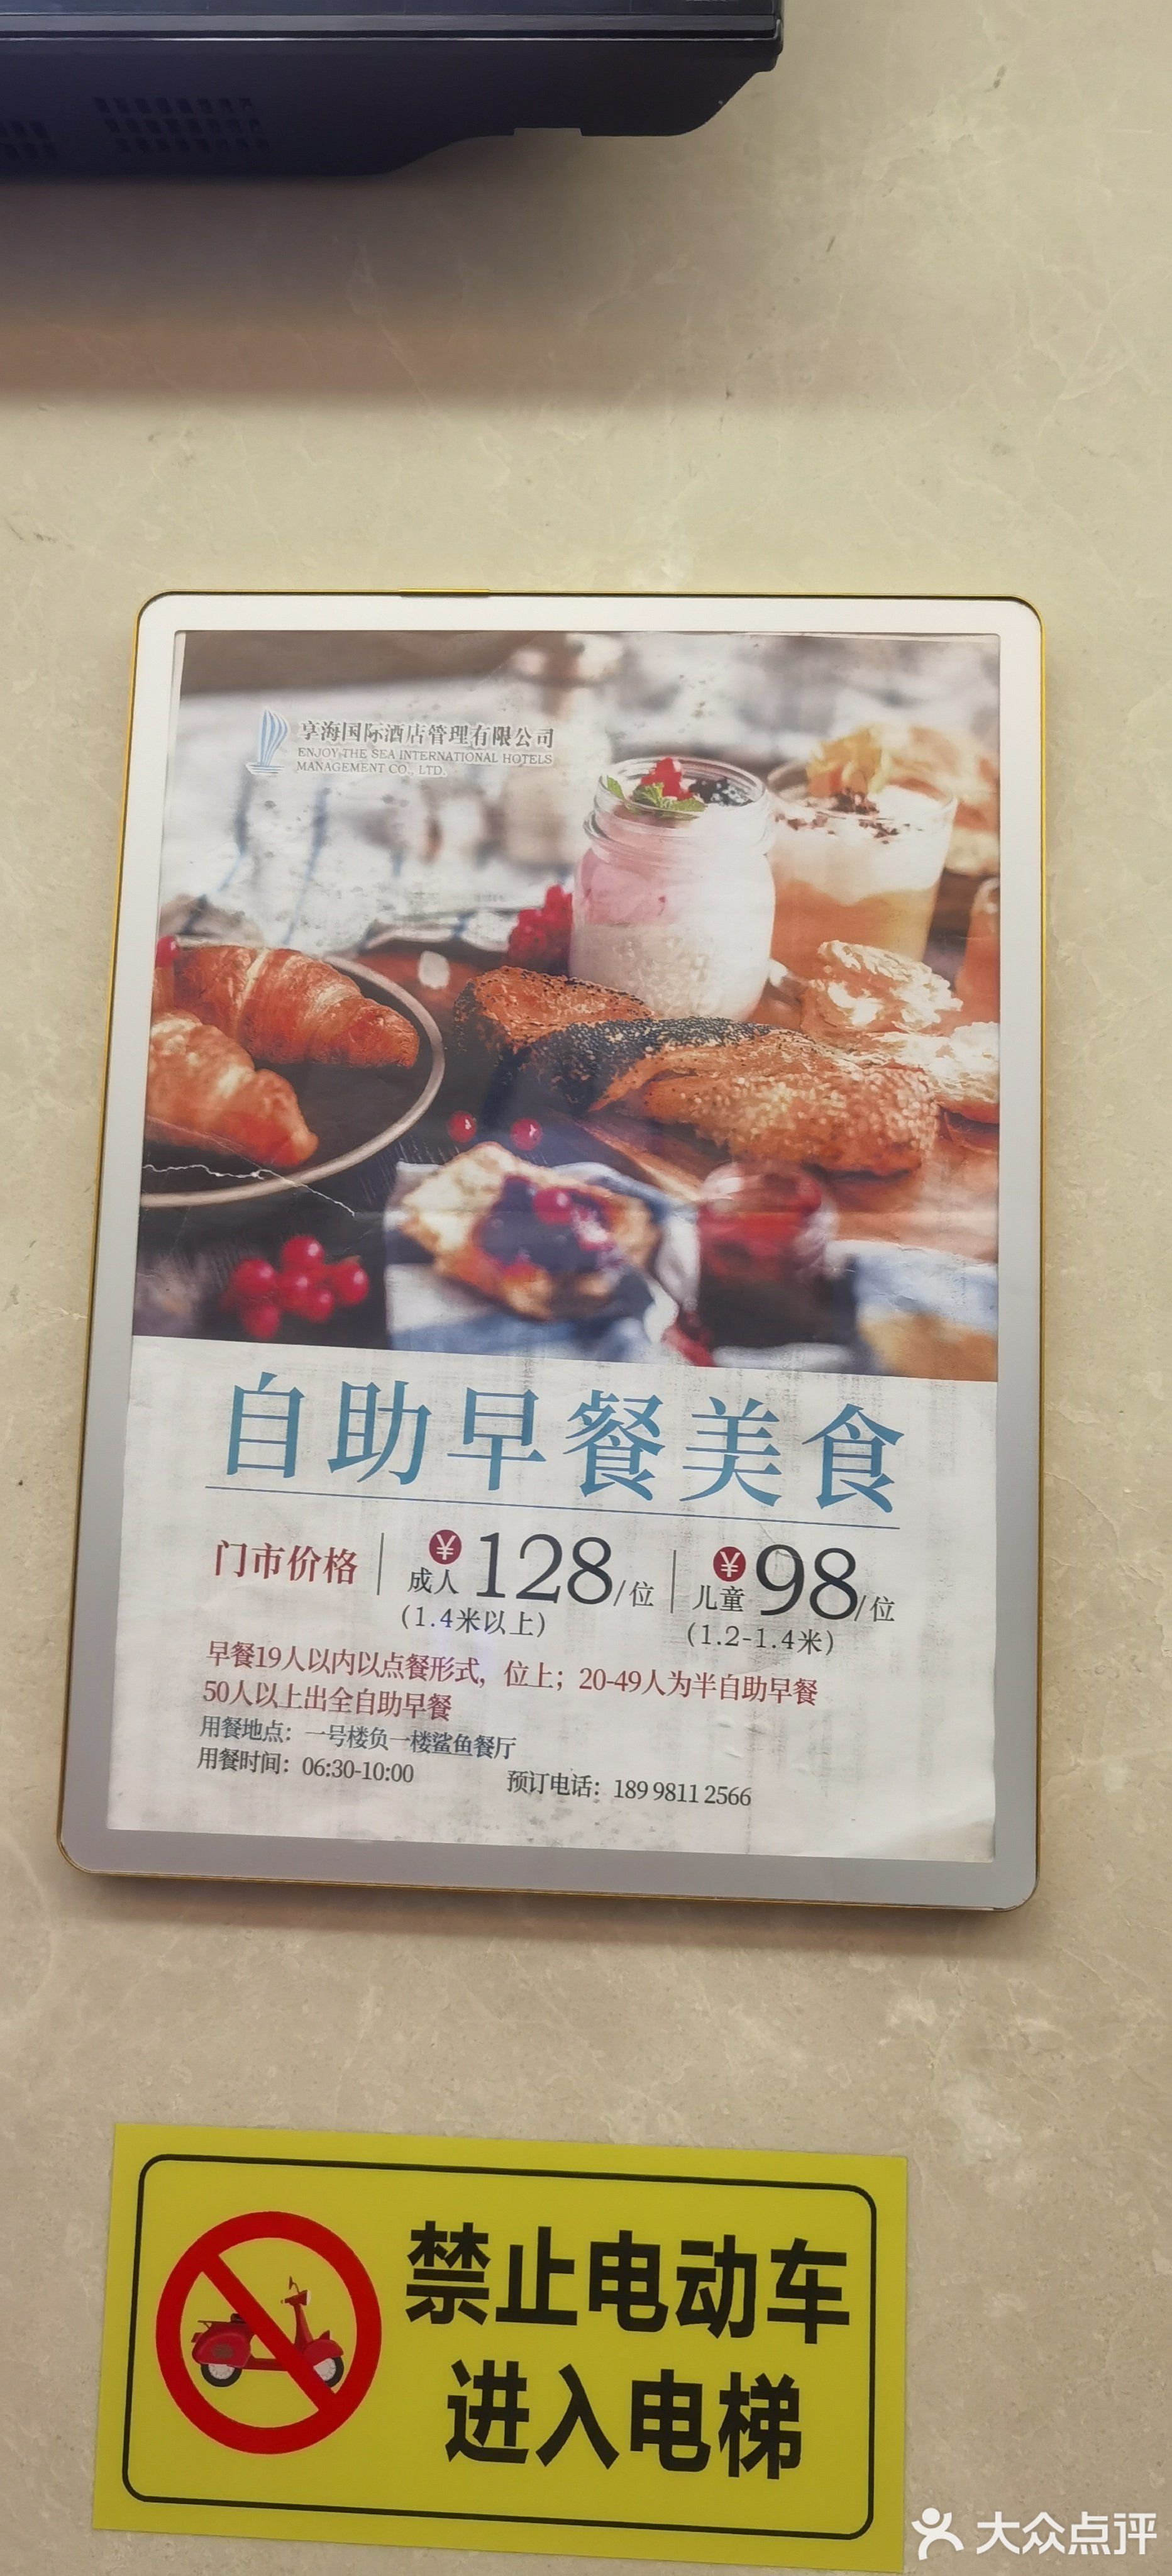 享海国际酒店管理有限公司
ENJOY THE SEA INTERNATIONAL HOTELS
MANAGEMENT CO., LTD.
自助早餐美食
门市价格 ¥ 成人 128/位 ¥ 儿童 98/位
(1.4米以上) (1.2-1.4米)
早餐19人以内以点餐形式，位上；20-49人为半自助早餐
50人以上出全自助早餐
用餐地点：一号楼负一楼鲨鱼餐厅
用餐时间：06:30-10:00 预订电话：189 9811 2566
禁止电动车
进入电梯
大众点评